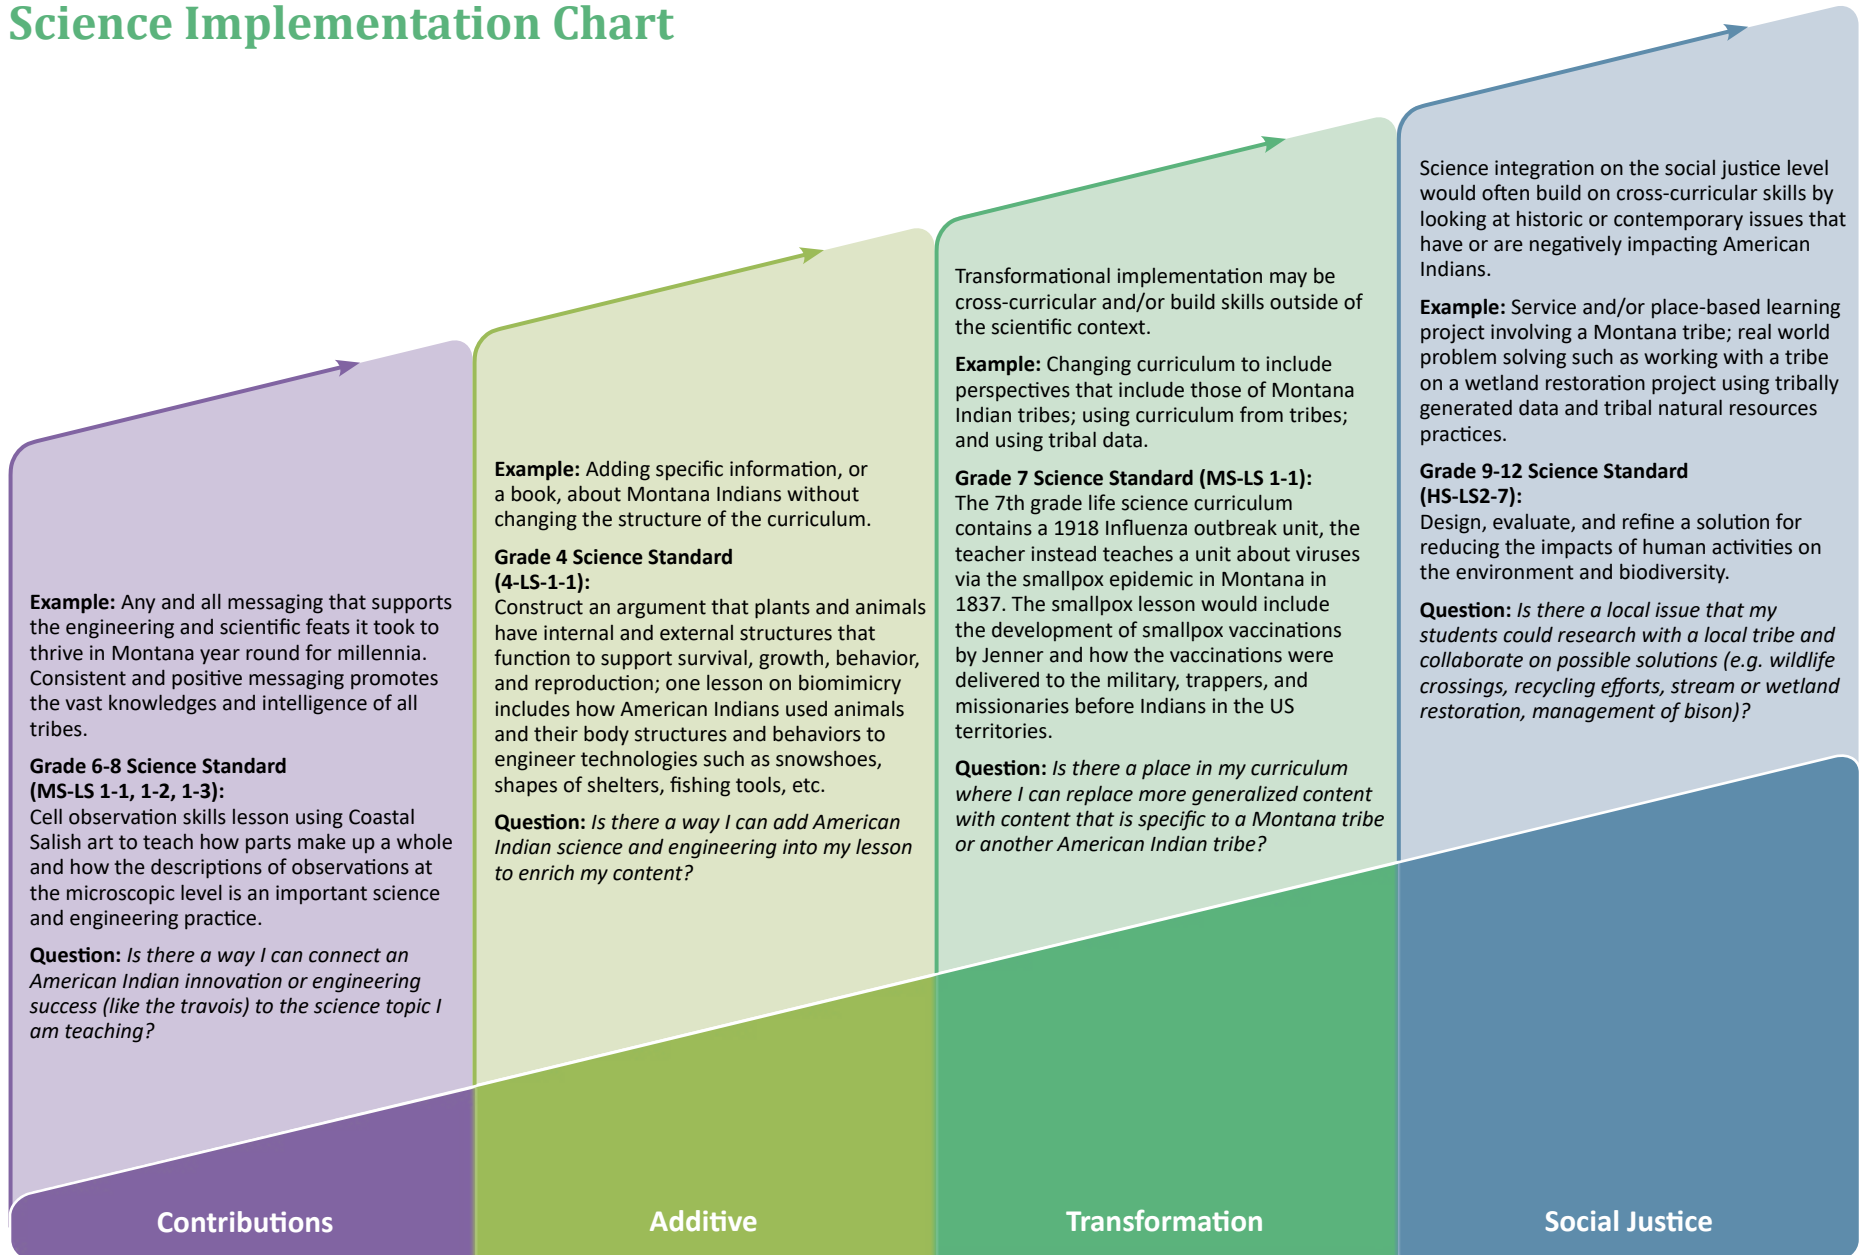 Science Implementation Chart
Example: Any and all messaging that supports
the engineering and scientific feats it took to
thrive in Montana year round for millennia.
Consistent and positive messaging promotes
the vast knowledges and intelligence of all
tribes.
Grade 6-8 Science Standard
(MS-LS 1-1, 1-2, 1-3):
Cell observation skills lesson using Coastal
Salish art to teach how parts make up a whole
and how the descriptions of observations at
the microscopic level is an important science
and engineering practice.
Question: Is there a way I can connect an
American Indian innovation or engineering
success (like the travois) to the science topic I
am teaching?
Contributions
Example: Adding specific information, or
a book, about Montana Indians without
changing the structure of the curriculum.
Grade 4 Science Standard
(4-LS-1-1):
Construct an argument that plants and animals
have internal and external structures that
function to support survival, growth, behavior,
and reproduction; one lesson on biomimicry
includes how American Indians used animals
and their body structures and behaviors to
engineer technologies such as snowshoes,
shapes of shelters, fishing tools, etc.
Question: Is there a way I can add American
Indian science and engineering into my lesson
to enrich my content?
Additive
Transformational implementation may be
cross-curricular and/or build skills outside of
the scientific context.
Example: Changing curriculum to include
perspectives that include those of Montana
Indian tribes; using curriculum from tribes;
and using tribal data.
Grade 7 Science Standard (MS-LS 1-1):
The 7th grade life science curriculum
contains a 1918 Influenza outbreak unit, the
teacher instead teaches a unit about viruses
via the smallpox epidemic in Montana in
1837. The smallpox lesson would include
the development of smallpox vaccinations
by Jenner and how the vaccinations were
delivered to the military, trappers, and
missionaries before Indians in the US
territories.
Question: Is there a place in my curriculum
where I can replace more generalized content
with content that is specific to a Montana tribe
or another American Indian tribe?
Transformation
Science integration on the social justice level
would often build on cross-curricular skills by
looking at historic or contemporary issues that
have or are negatively impacting American
Indians.
Example: Service and/or place-based learning
project involving a Montana tribe; real world
problem solving such as working with a tribe
on a wetland restoration project using tribally
generated data and tribal natural resources
practices.
Grade 9-12 Science Standard
(HS-LS2-7):
Design, evaluate, and refine a solution for
reducing the impacts of human activities on
the environment and biodiversity.
Question: Is there a local issue that my
students could research with a local tribe and
collaborate on possible solutions (e.g. wildlife
crossings, recycling efforts, stream or wetland
restoration, management of bison)?
Social Justice